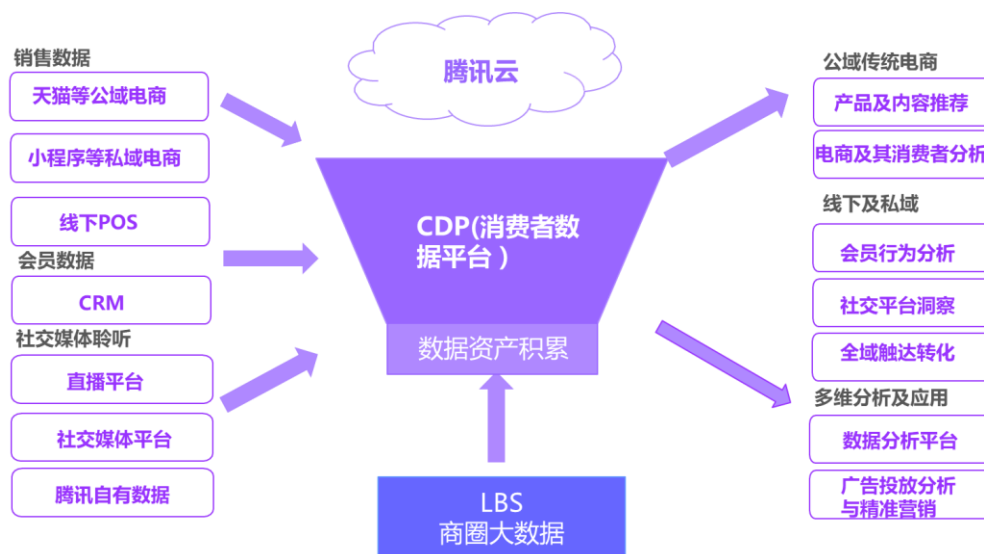 销售数据
天猫等公域电商
小程序等私域电商
线下POS
会员数据
CRM
社交媒体聆听
直播平台
社交媒体平台
腾讯自有数据
腾讯云
CDP(消费者数
据平台）
数据资产积累
LBS
商圈大数据
公域传统电商
产品及内容推荐
电商及其消费者分析
线下及私域
会员行为分析
社交平台洞察
全域触达转化
多维分析及应用
数据分析平台
广告投放分析
与精准营销